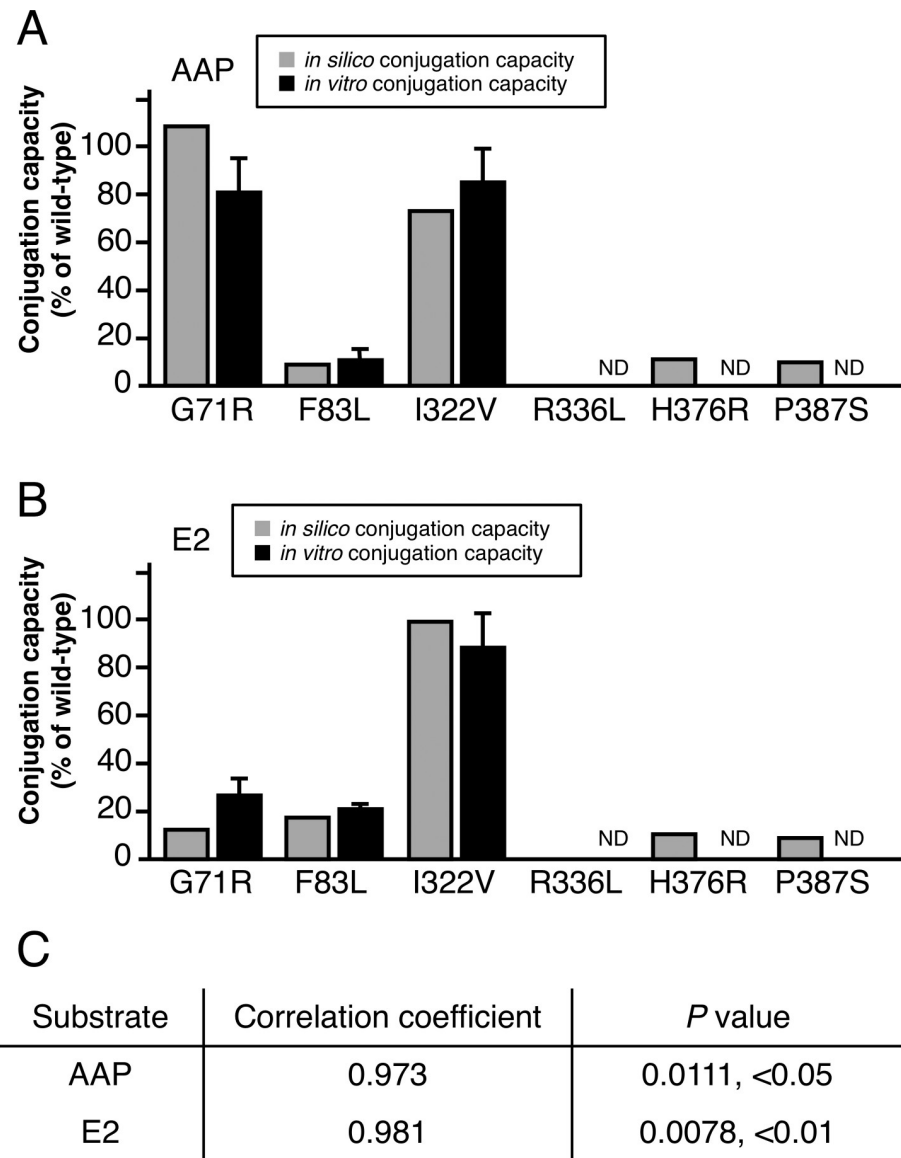 A
AAP
in silico conjugation capacity
in vitro conjugation capacity
Conjugation capacity
(% of wild-type)
100
80
60
40
20
0
ND
ND
ND
G71R F83L I322V R336L H376R P387S
B
E2
in silico conjugation capacity
in vitro conjugation capacity
Conjugation capacity
(% of wild-type)
100
80
60
40
20
0
ND
ND
ND
G71R F83L I322V R336L H376R P387S
C
Substrate Correlation coefficient P value
AAP 0.973 0.0111, <0.05
E2 0.981 0.0078, <0.01